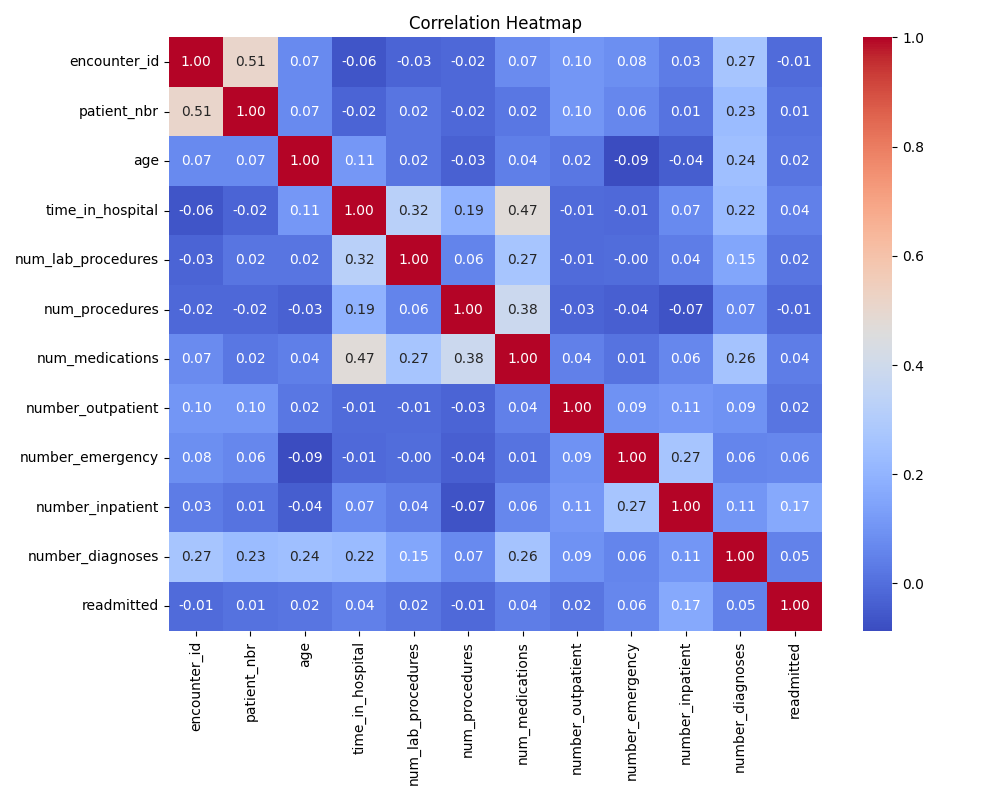 Correlation Heatmap
encounter_id 1.00 0.51 0.07 -0.06 -0.03 -0.02 0.07 0.10 0.08 0.03 0.27 -0.01
patient_nbr 0.51 1.00 0.07 -0.02 0.02 -0.02 0.02 0.10 0.06 0.01 0.23 0.01
age 0.07 0.07 1.00 0.11 0.02 -0.03 0.04 0.02 -0.09 -0.04 0.24 0.02
time_in_hospital -0.06 -0.02 0.11 1.00 0.32 0.19 0.47 -0.01 -0.01 0.07 0.22 0.04
num_lab_procedures -0.03 0.02 0.02 0.32 1.00 0.06 0.27 -0.01 -0.00 0.04 0.15 0.02
num_procedures -0.02 -0.02 -0.03 0.19 0.06 1.00 0.38 -0.03 -0.04 -0.07 0.07 -0.01
num_medications 0.07 0.02 0.04 0.47 0.27 0.38 1.00 0.04 0.01 0.06 0.26 0.04
number_outpatient 0.10 0.10 0.02 -0.01 -0.01 -0.03 0.04 1.00 0.09 0.11 0.09 0.02
number_emergency 0.08 0.06 -0.09 -0.01 -0.00 -0.04 0.01 0.09 1.00 0.27 0.06 0.06
number_inpatient 0.03 0.01 -0.04 0.07 0.04 -0.07 0.06 0.11 0.27 1.00 0.11 0.17
number_diagnoses 0.27 0.23 0.24 0.22 0.15 0.07 0.26 0.09 0.06 0.11 1.00 0.05
readmitted -0.01 0.01 0.02 0.04 0.02 -0.01 0.04 0.02 0.06 0.17 0.05 1.00
encounter_id
patient_nbr
age
time_in_hospital
num_lab_procedures
num_procedures
num_medications
number_outpatient
number_emergency
number_inpatient
number_diagnoses
readmitted
1.0
0.8
0.6
0.4
0.2
0.0